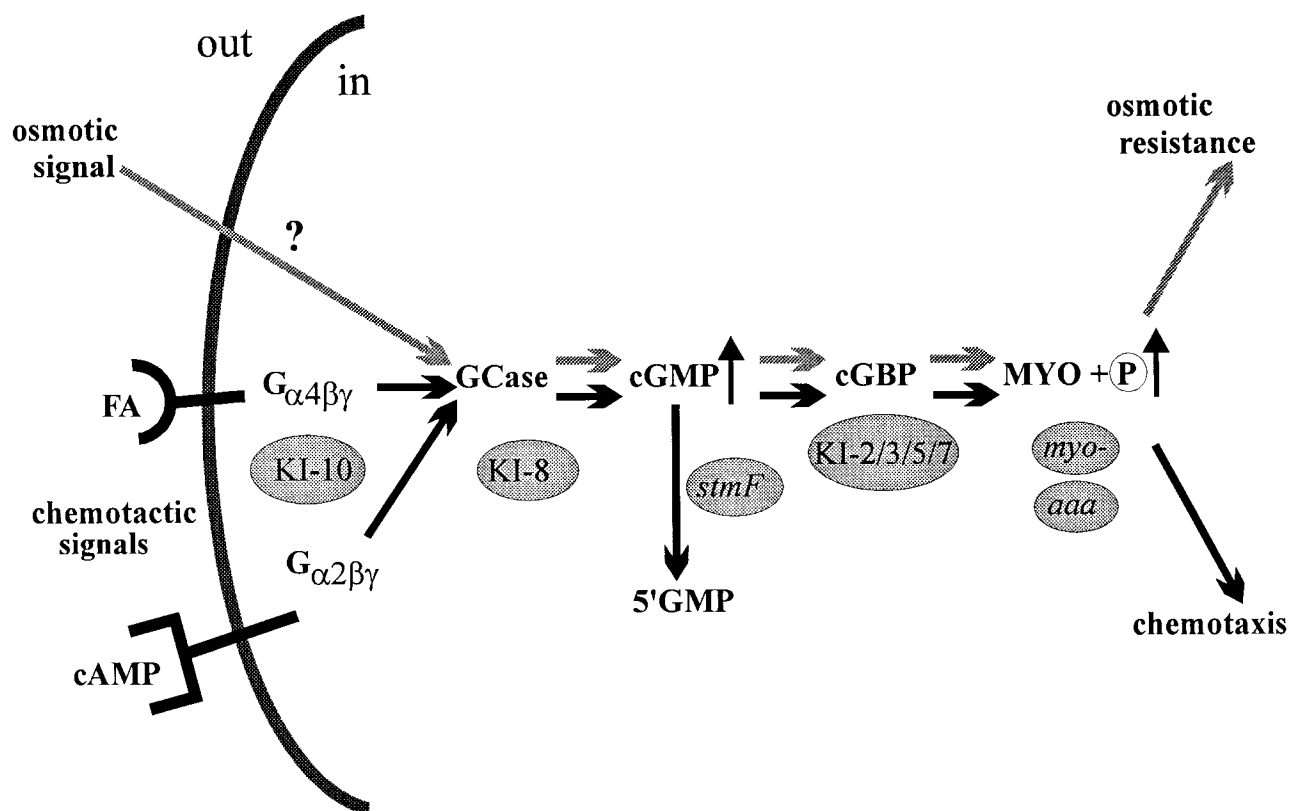 out
in
osmotic
signal
?
osmotic
resistance
FA
Gα4βγ
GCase
cGMP
cGBP
MYO + P
KI-10
KI-8
stmF
KI-2/3/5/7
myo-
aaa
chemotactic
signals
Gα2βγ
5'GMP
chemotaxis
cAMP